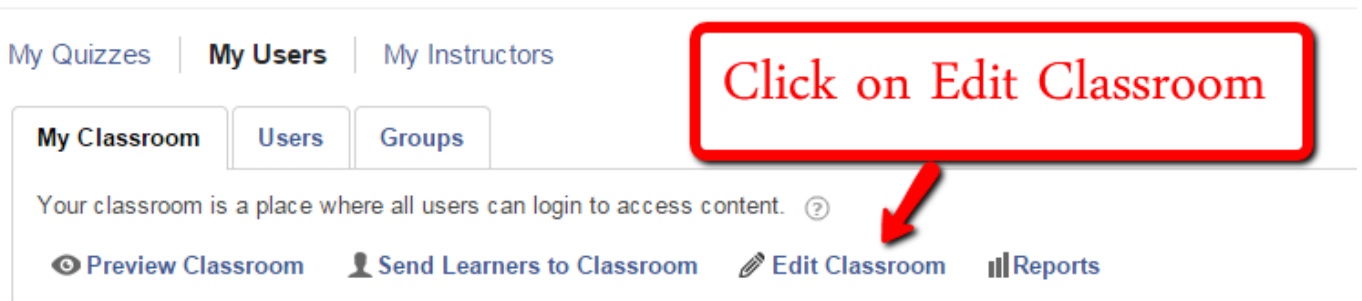 My Quizzes My Users My Instructors
Click on Edit Classroom
My Classroom Users Groups
Your classroom is a place where all users can login to access content. ?
Preview Classroom Send Learners to Classroom Edit Classroom Reports